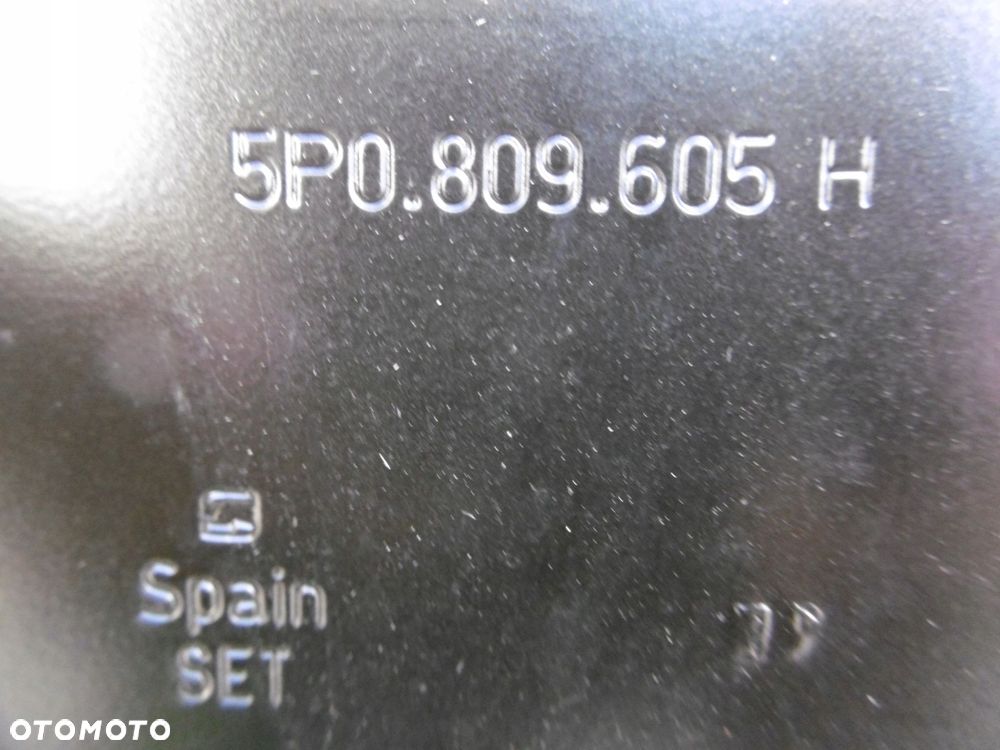 5P0.809.605 H
Spain
SET
OTOMOTO